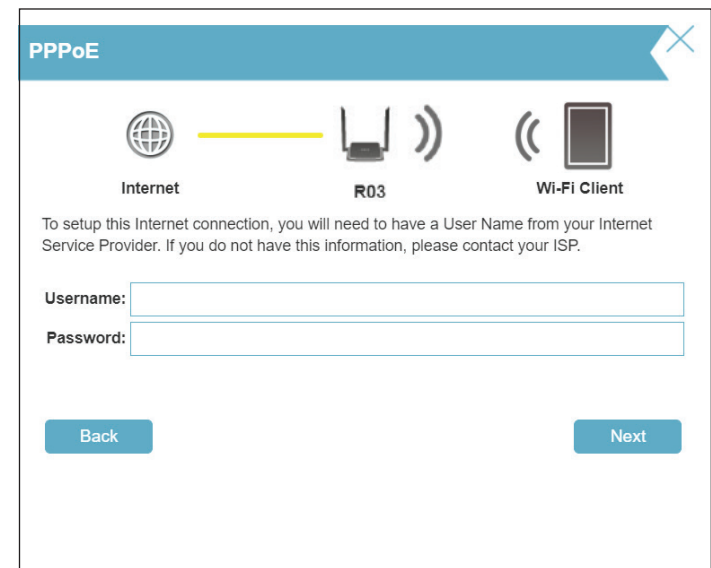 PPPoE
Internet
R03
Wi-Fi Client
To setup this Internet connection, you will need to have a User Name from your Internet
Service Provider. If you do not have this information, please contact your ISP.
Username:
Password:
Back
Next